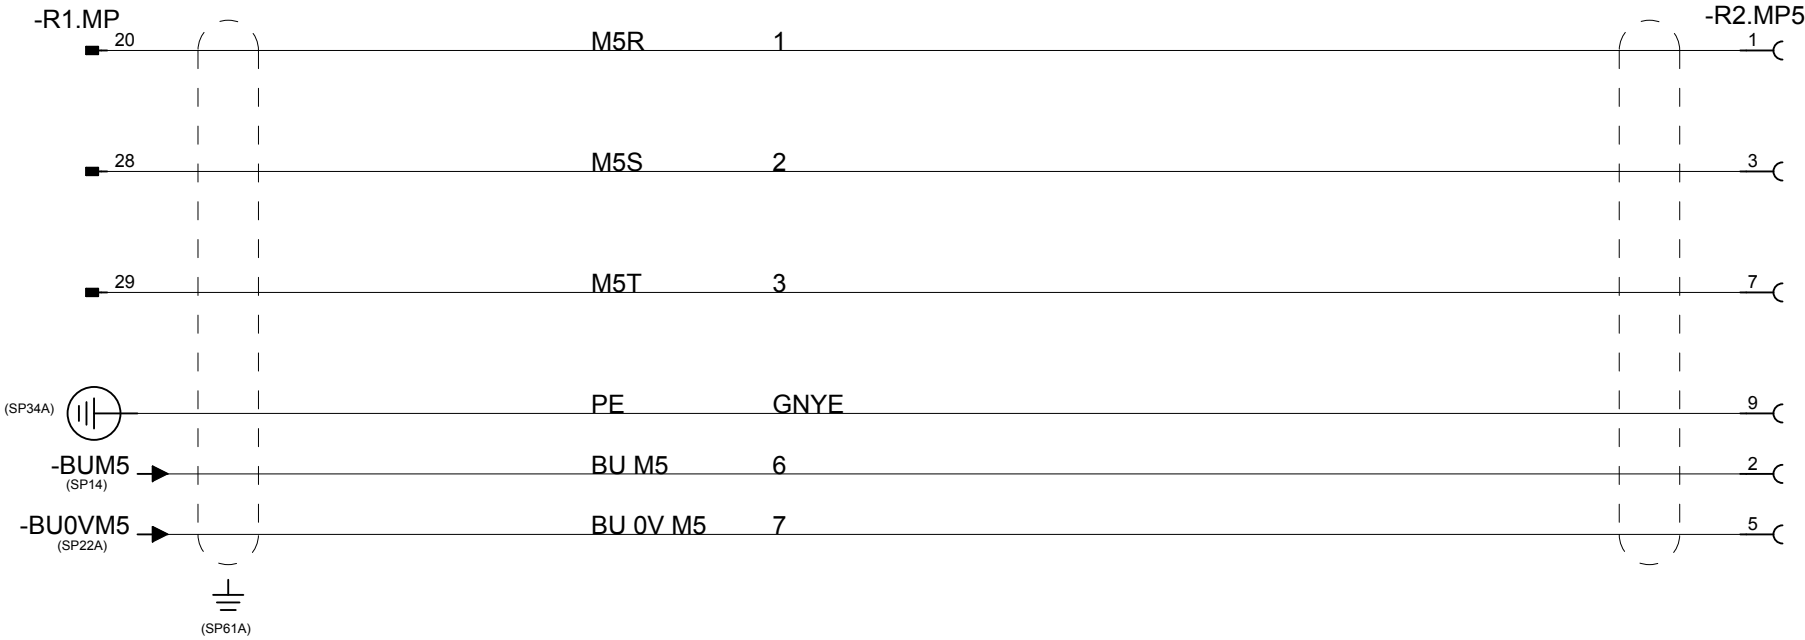 -R1.MP -R2.MP5
20 M5R 1 1
28 M5S 2 3
29 M5T 3 7
(SP34A) PE GNYE 9
-BUM5 BU M5 6 2
(SP14)
-BU0VM5 BU 0V M5 7 5
(SP22A)
(SP61A)